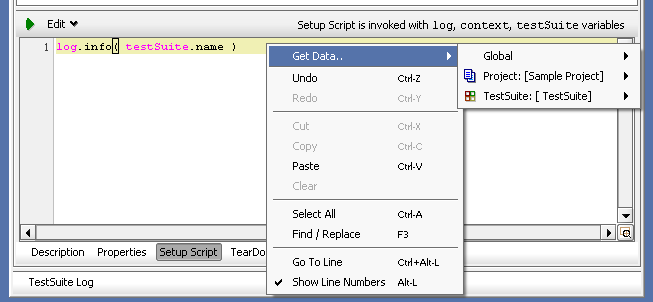 Edit
Setup Script is invoked with log, context, testSuite variables
1 log.info( testSuite.name )
Get Data..
Global
Undo Ctrl-Z
Project: [Sample Project]
Redo Ctrl-Y
TestSuite: [ TestSuite]
Cut Ctrl-X
Copy Ctrl-C
Paste Ctrl-V
Clear
Select All Ctrl-A
Find / Replace F3
Go To Line Ctrl+Alt-L
Show Line Numbers Alt-L
Description Properties Setup Script TearDo
TestSuite Log